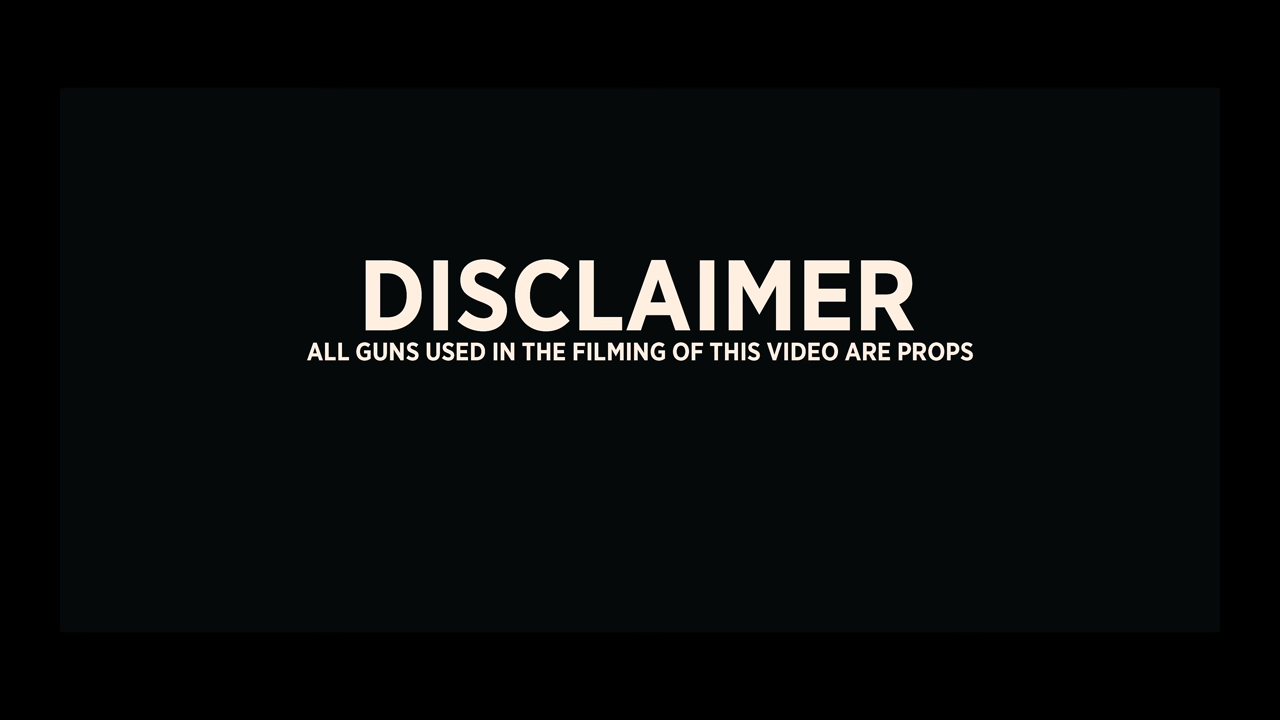 DISCLAIMER
ALL GUNS USED IN THE FILMING OF THIS VIDEO ARE PROPS